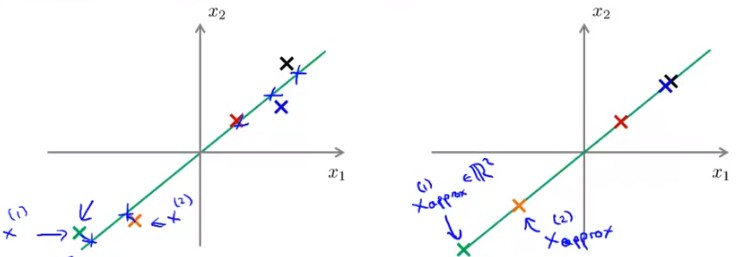 x₂
x₁
x⁽¹⁾
x⁽²⁾
x₂
x₁
x⁽¹⁾approx ∈ ℝ²
x⁽²⁾approx